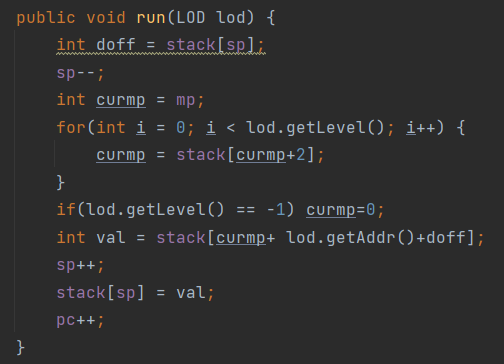 public void run(LOD lod) {
    int doff = stack[sp];
    sp--;
    int curmp = mp;
    for(int i = 0; i < lod.getLevel(); i++) {
        curmp = stack[curmp+2];
    }
    if(lod.getLevel() == -1) curmp=0;
    int val = stack[curmp+ lod.getAddr()+doff];
    sp++;
    stack[sp] = val;
    pc++;
}